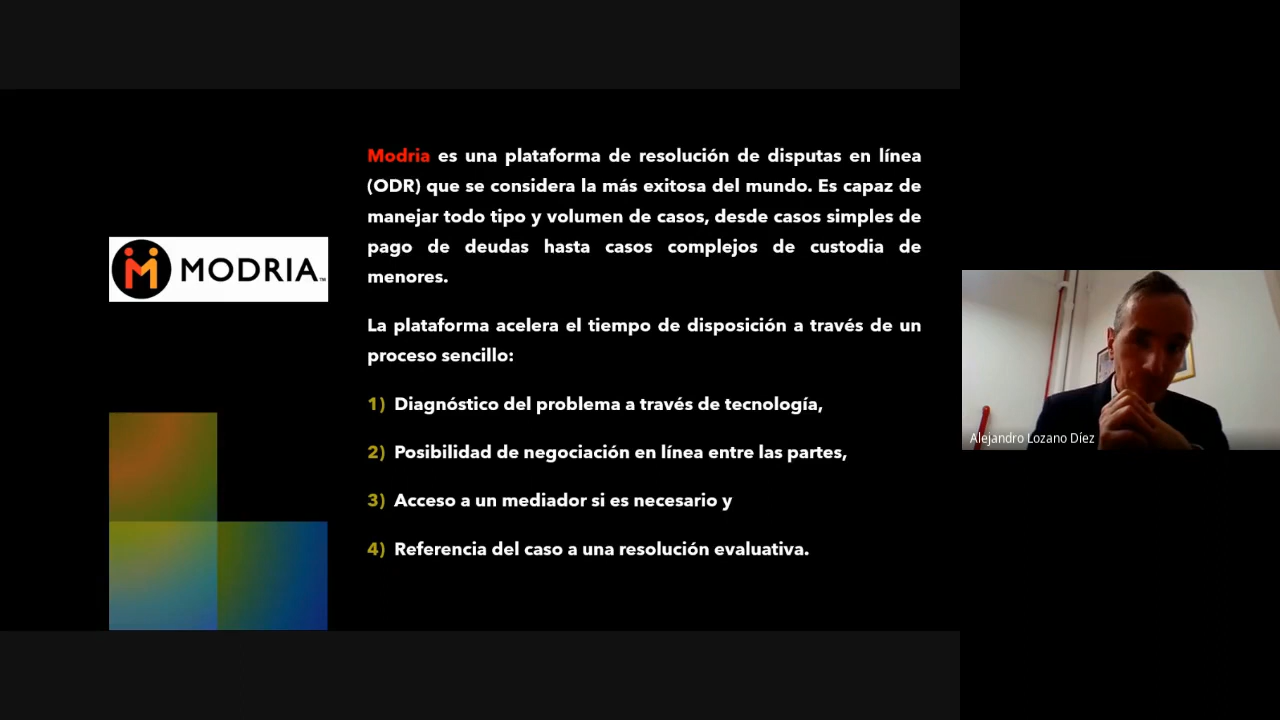 Modria es una plataforma de resolución de disputas en línea
(ODR) que se considera la más exitosa del mundo. Es capaz de
manejar todo tipo y volumen de casos, desde casos simples de
pago de deudas hasta casos complejos de custodia de
menores.
MODRIA™
La plataforma acelera el tiempo de disposición a través de un
proceso sencillo:
1) Diagnóstico del problema a través de tecnología,
2) Posibilidad de negociación en línea entre las partes,
3) Acceso a un mediador si es necesario y
4) Referencia del caso a una resolución evaluativa.
Alejandro Lozano Díez